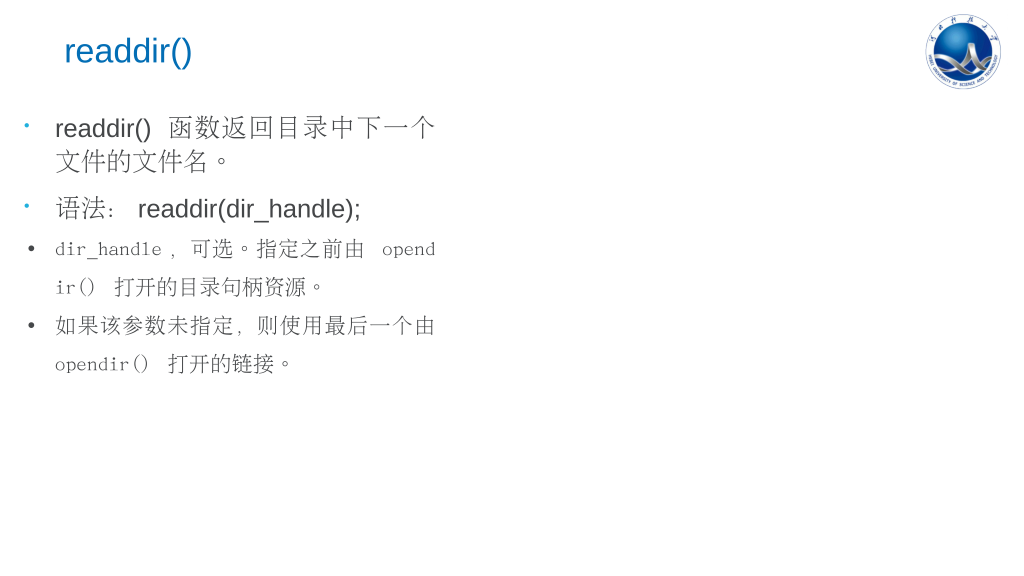 readdir()
readdir() 函数返回目录中下一个
文件的文件名。
语法: readdir(dir_handle);
dir_handle ，可选。指定之前由 opend
ir() 打开的目录句柄资源。
如果该参数未指定，则使用最后一个由
opendir() 打开的链接。